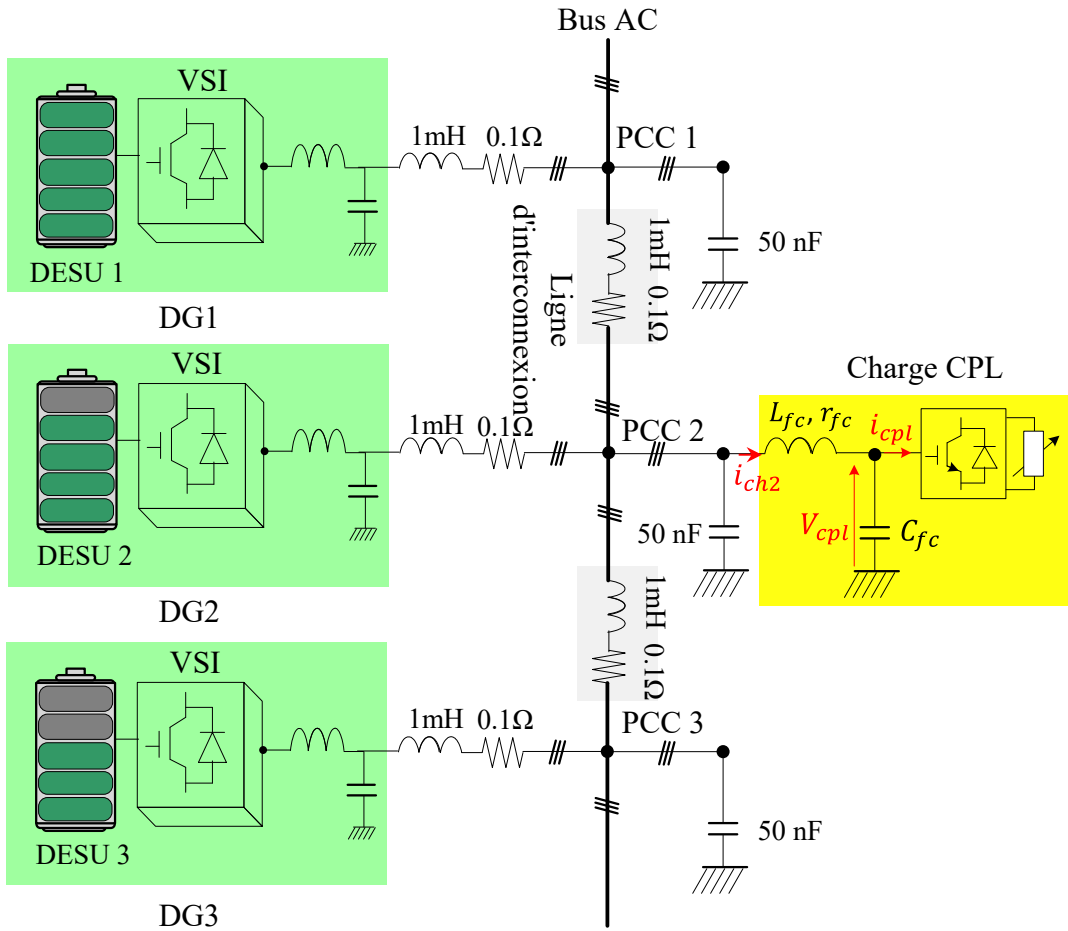 Bus AC
VSI
1mH 0.1Ω
PCC 1
50 nF
DESU 1
DG1
Ligne
d'interconnexion
1mH 0.1Ω
VSI
1mH 0.1Ω
PCC 2
50 nF
DESU 2
DG2
Charge CPL
L_fc, r_fc
i_cpl
i_ch2
V_cpl
C_fc
1mH 0.1Ω
VSI
1mH 0.1Ω
PCC 3
50 nF
DESU 3
DG3